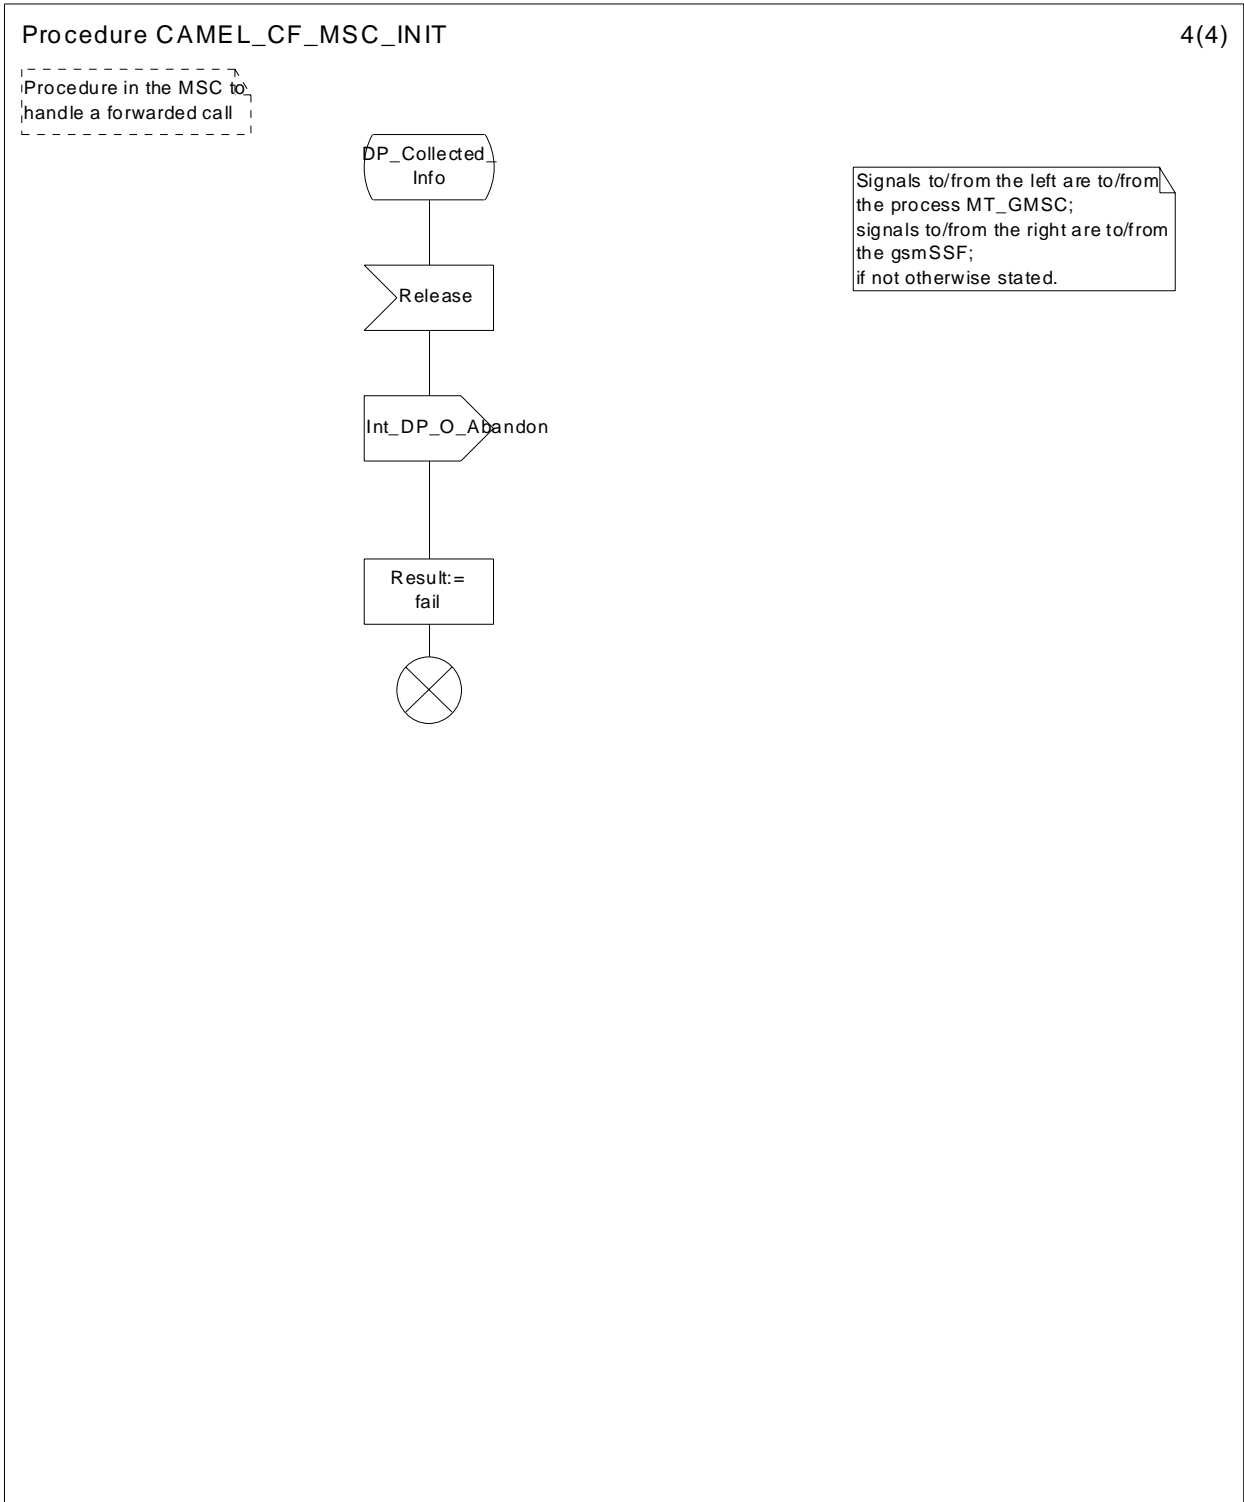 Procedure CAMEL_CF_MSC_INIT 4(4)
Procedure in the MSC to
handle a forwarded call
DP_Collected_
Info
Signals to/from the left are to/from
the process MT_GMSC;
signals to/from the right are to/from
the gsmSSF;
if not otherwise stated.
Release
Int_DP_O_Abandon
Result:=
fail